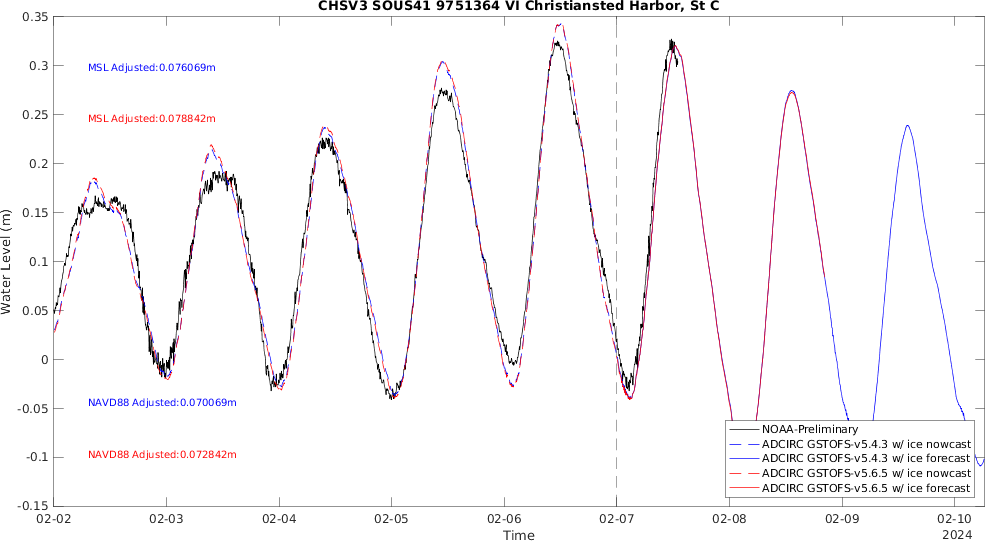 CHSV3 SOUS41 9751364 VI Christiansted Harbor, St C
0.35
0.3
0.25
0.2
0.15
0.1
0.05
0
-0.05
-0.1
-0.15
Water Level (m)
MSL Adjusted:0.076069m
MSL Adjusted:0.078842m
NAVD88 Adjusted:0.070069m
NAVD88 Adjusted:0.072842m
NOAA-Preliminary
ADCIRC GSTOFS-v5.4.3 w/ ice nowcast
ADCIRC GSTOFS-v5.4.3 w/ ice forecast
ADCIRC GSTOFS-v5.6.5 w/ ice nowcast
ADCIRC GSTOFS-v5.6.5 w/ ice forecast
02-02 02-03 02-04 02-05 02-06 02-07 02-08 02-09 02-10
Time
2024